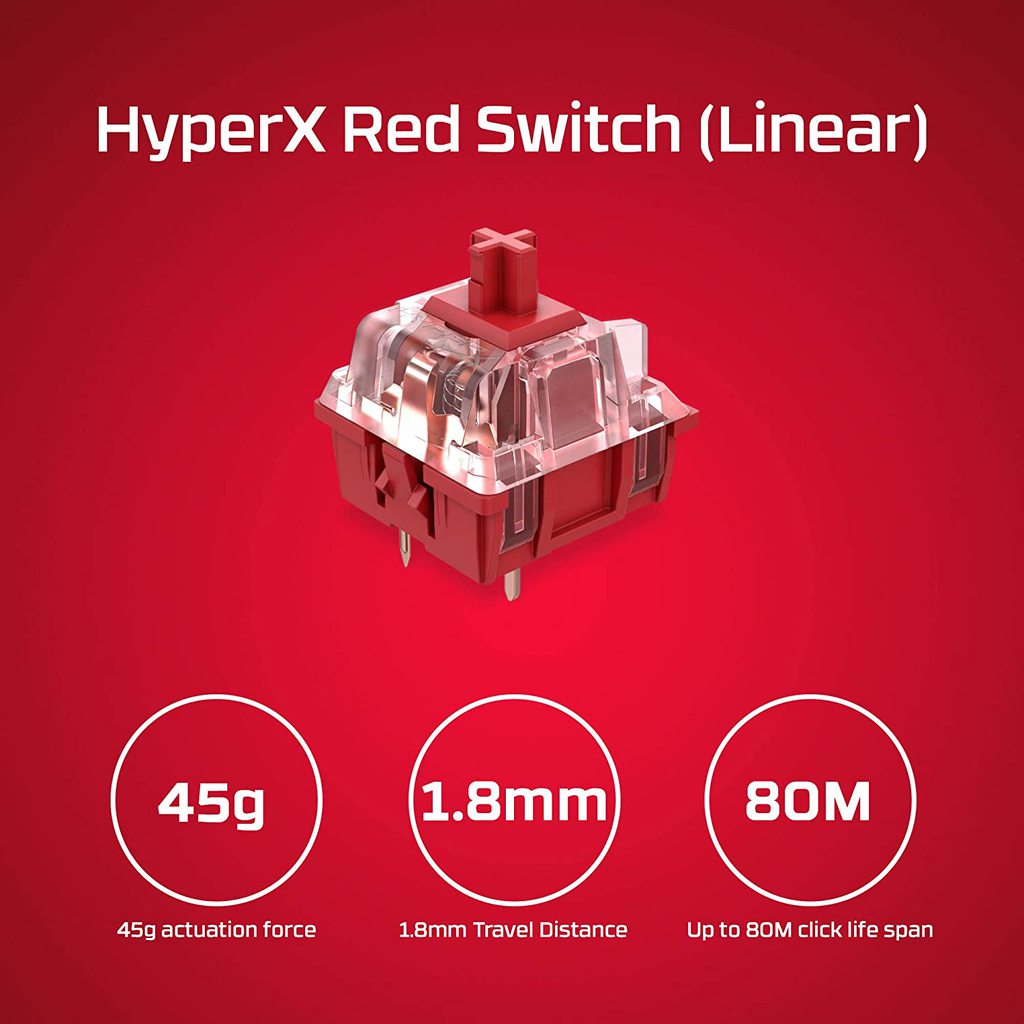 HyperX Red Switch (Linear)
45g
1.8mm
80M
45g actuation force
1.8mm Travel Distance
Up to 80M click life span